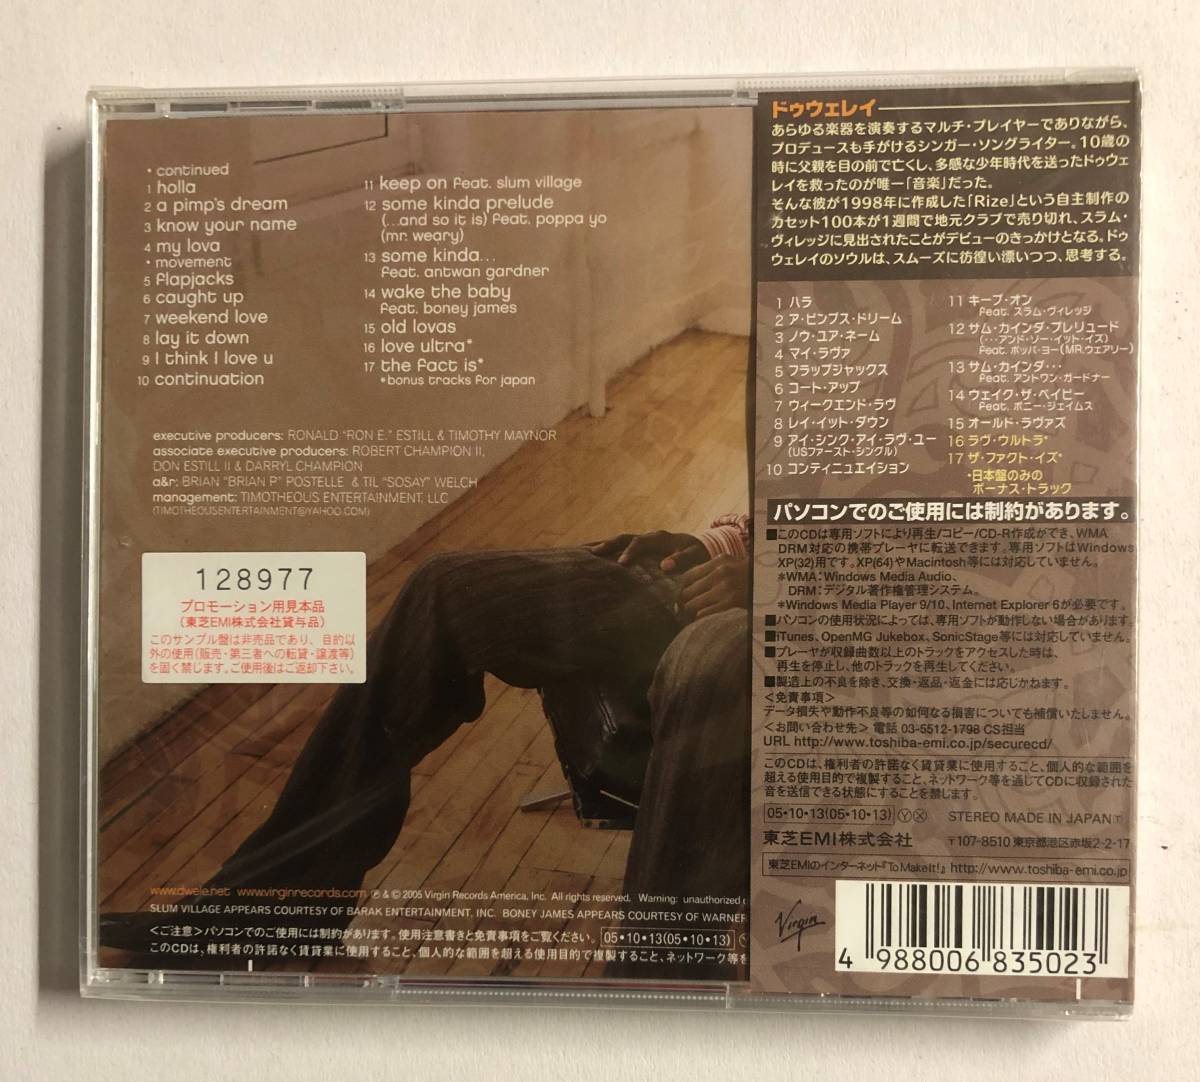 • continued
1 holla
2 a pimp's dream
3 know your name
4 my lova
• movement
5 flapjacks
6 caught up
7 weekend love
8 lay it down
9 I think I love u
10 continuation
11 keep on feat. slum village
12 some kinda prelude
(...and so it is) feat. poppa yo
(mr. weary)
13 some kinda...
feat. antwan gardner
14 wake the baby
feat. boney james
15 old lovas
16 love ultra*
17 the fact is*
*bonus tracks for japan
executive producers: RONALD "RON E." ESTILL & TIMOTHY MAYNOR
associate executive producers: ROBERT CHAMPION II,
DON ESTILL II & DARRYL CHAMPION
a&r: BRIAN "BRIAN P" POSTELLE & TIL "SOSAY" WELCH
management: TIMOTHEOUS ENTERTAINMENT, LLC
(TIMOTHEOUSENTERTAINMENT@YAHOO.COM)
128977
プロモーション用見本品
(東芝EMI株式会社貸与品)
このサンプル盤は非売品であり、目的以
外の使用(販売・第三者への転貸・譲渡等)
を固く禁じます。ご使用後はご返却下さい。
www.dwele.net www.virginrecords.com ℗ & © 2005 Virgin Records America, Inc. All rights reserved. Warning: unauthorized
SLUM VILLAGE APPEARS COURTESY OF BARAK ENTERTAINMENT, INC. BONEY JAMES APPEARS COURTESY OF WARNER
<ご注意>パソコンでのご使用には制約があります。使用注意書きと免責事項をご覧ください。 05・10・13(05・10・13)
このCDは、権利者の許諾なく賃貸業に使用すること、個人的な範囲を超える使用目的で複製すること、ネットワーク等を
ドゥウェレイ
あらゆる楽器を演奏するマルチ・プレイヤーでありながら、
プロデュースも手がけるシンガー・ソングライター。10歳の
時に父親を目の前で亡くし、多感な少年時代を送ったドゥウェ
レイを救ったのが唯一「音楽」だった。
そんな彼が1998年に作成した「Rize」という自主制作の
カセット100本が1週間で地元クラブで売り切れ、スラム・
ヴィレッジに見出されたことがデビューのきっかけとなる。ドゥ
ウェレイのソウルは、スムーズに彷徨い漂いつつ、思考する。
1 ハラ
2 ア・ピンプス・ドリーム
3 ノウ・ユア・ネーム
4 マイ・ラヴァ
5 フラップジャックス
6 コート・アップ
7 ウィークエンド・ラヴ
8 レイ・イット・ダウン
9 アイ・シンク・アイ・ラヴ・ユー
(USファースト・シングル)
10 コンティニュエイション
11 キープ・オン
feat. スラム・ヴィレッジ
12 サム・カインダ・プレリュード
(・・・アンド・ソー・イット・イズ)
feat. ポッパ・ヨー(MR.ウェアリー)
13 サム・カインダ・・・
feat. アントワン・ガードナー
14 ウェイク・ザ・ベイビー
feat. ボニー・ジェイムス
15 オールド・ラヴァズ
16 ラヴ・ウルトラ*
17 ザ・ファクト・イズ*
・日本盤のみの
ボーナス・トラック
パソコンでのご使用には制約があります。
■このCDは専用ソフトにより再生/コピー/CD-R作成ができ、WMA
DRM対応の携帯プレーヤに転送できます。専用ソフトはWindows
XP(32)用です。XP(64)やMacintosh等には対応していません。
*WMA:Windows Media Audio、
DRM:デジタル著作権管理システム。
*Windows Media Player 9/10、Internet Explorer 6が必要です。
■パソコンの使用状況によっては、専用ソフトが動作しない場合があります。
■iTunes、OpenMG Jukebox、SonicStage等には対応していません。
■プレーヤが収録曲数以上のトラックをアクセスした時は、
再生を停止し、他のトラックを再生してください。
■製造上の不良を除き、交換・返品・返金には応じかねます。
<免責事項>
データ損失や動作不良等の如何なる損害についても補償いたしません。
<お問い合わせ先> 電話 03-5512-1798 CS担当
URL http://www.toshiba-emi.co.jp/securecd/
このCDは、権利者の許諾なく賃貸業に使用すること、個人的な範囲を
超える使用目的で複製すること、ネットワーク等を通じてCDに収録された
音を送信できる状態にすることを禁じます。
05・10・13(05・10・13) Ⓨ Ⓧ STEREO MADE IN JAPAN T
東芝EMI株式会社 〒107-8510 東京都港区赤坂2-2-17
東芝EMIのインターネット『To Make It!』 http://www.toshiba-emi.co.jp
Virgin
4 988006 835023